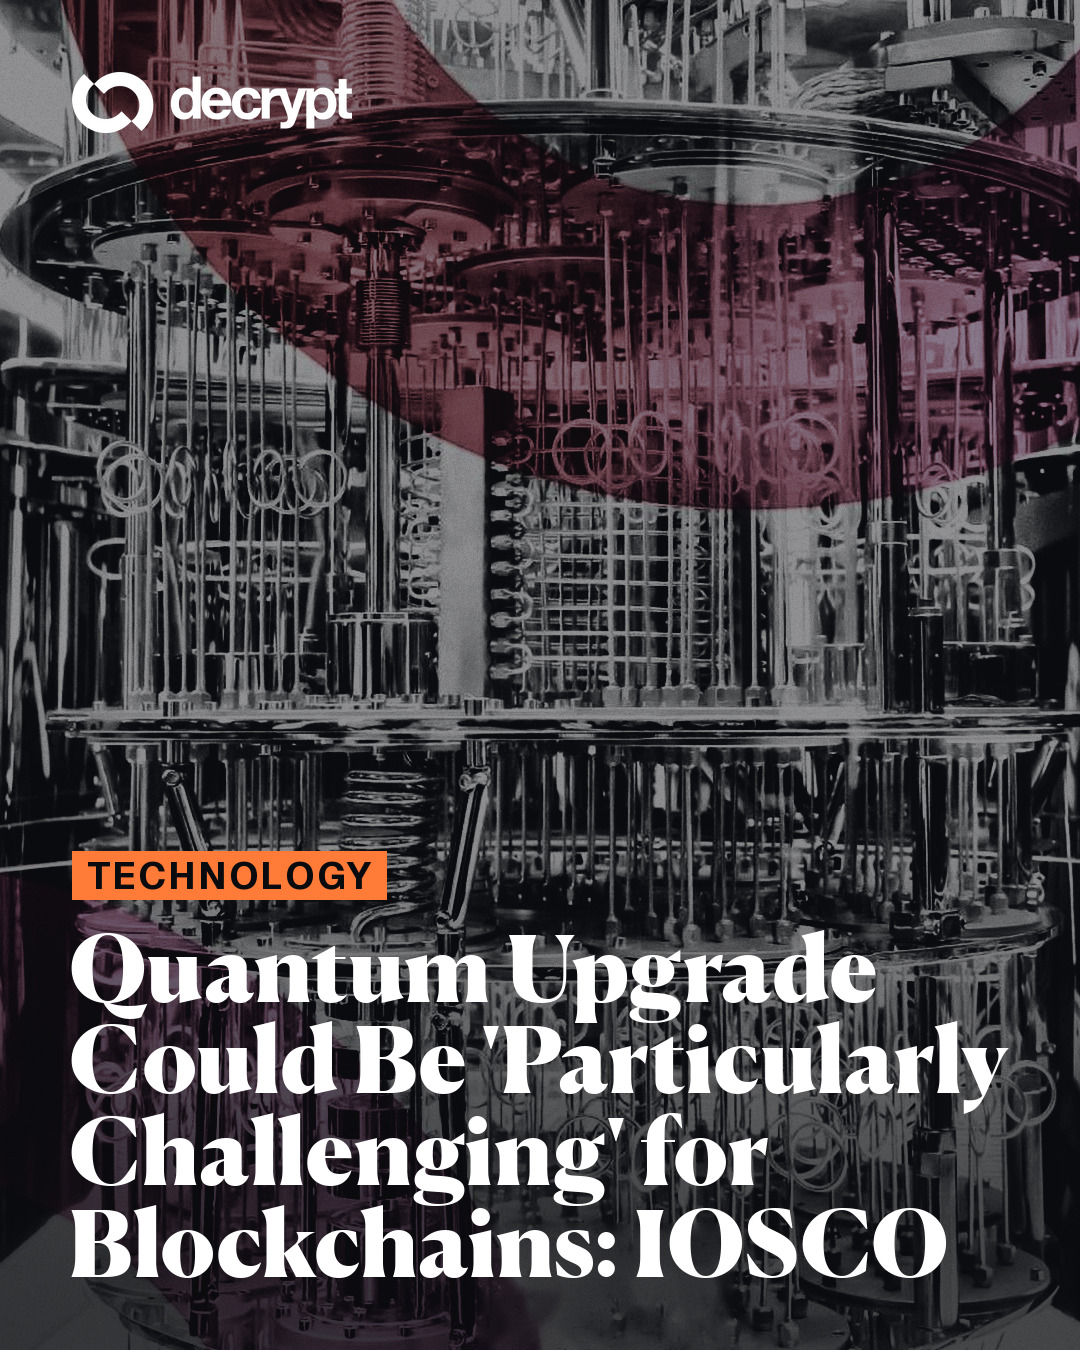 decrypt
TECHNOLOGY
Quantum Upgrade
Could Be 'Particularly
Challenging' for
Blockchains: IOSCO